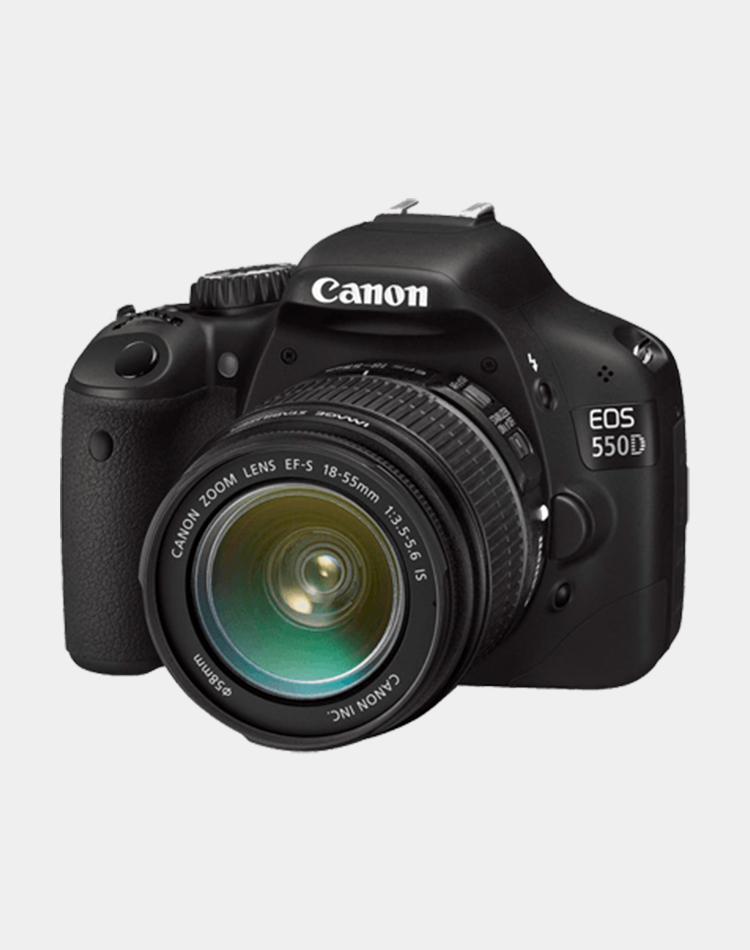 Canon
EOS
550D
IMAGE STABILIZER
CANON ZOOM LENS EF-S 18-55mm 1:3.5-5.6 IS
CANON INC.
Φ58mm